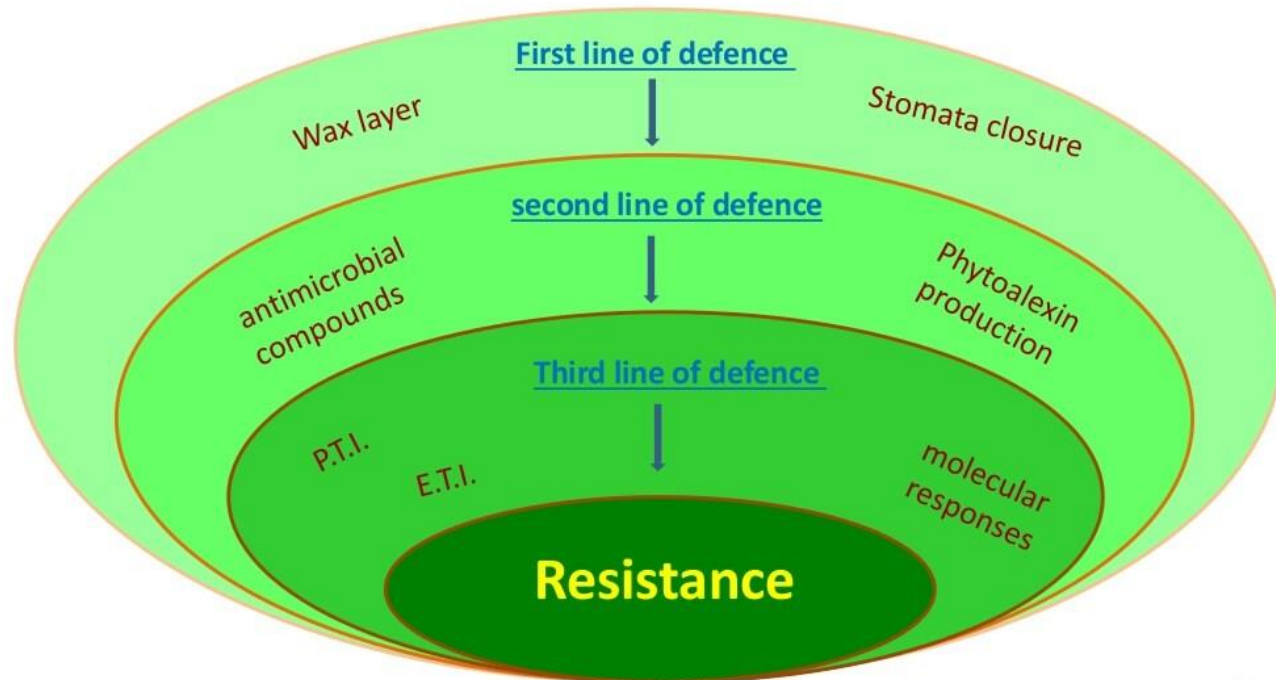 First line of defence
Wax layer
Stomata closure
second line of defence
antimicrobial
compounds
Phytoalexin
production
Third line of defence
P.T.I.
E.T.I.
molecular
responses
Resistance